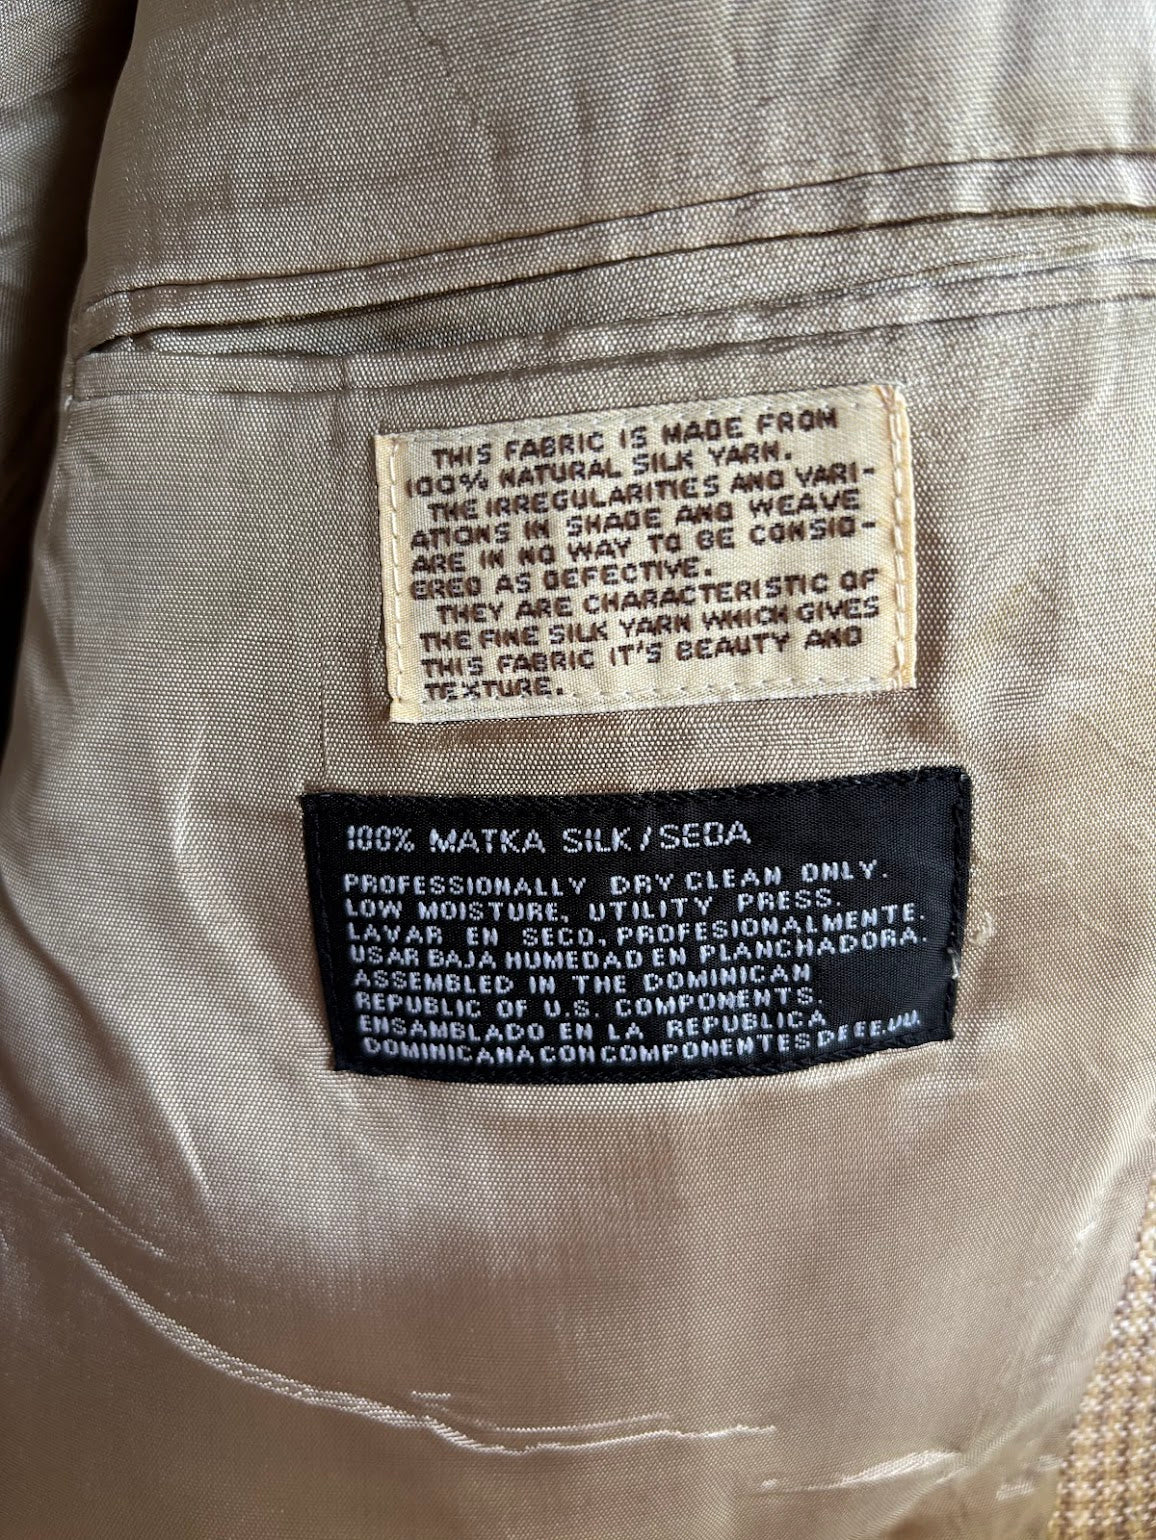 THIS FABRIC IS MADE FROM
100% NATURAL SILK YARN.
THE IRREGULARITIES AND VARI-
ATIONS IN SHADE AND WEAVE
ARE IN NO WAY TO BE CONSID-
ERED AS DEFECTIVE.
THEY ARE CHARACTERISTIC OF
THE FINE SILK YARN WHICH GIVES
THIS FABRIC IT'S BEAUTY AND
TEXTURE.
100% MATKA SILK/SEDA
PROFESSIONALLY DRY CLEAN ONLY.
LOW MOISTURE, UTILITY PRESS.
LAVAR EN SECO, PROFESIONALMENTE.
USAR BAJA HUMEDAD EN PLANCHADORA.
ASSEMBLED IN THE DOMINICAN
REPUBLIC OF U.S. COMPONENTS.
ENSAMBLADO EN LA REPUBLICA
DOMINICANA CON COMPONENTES DE EE.UU.